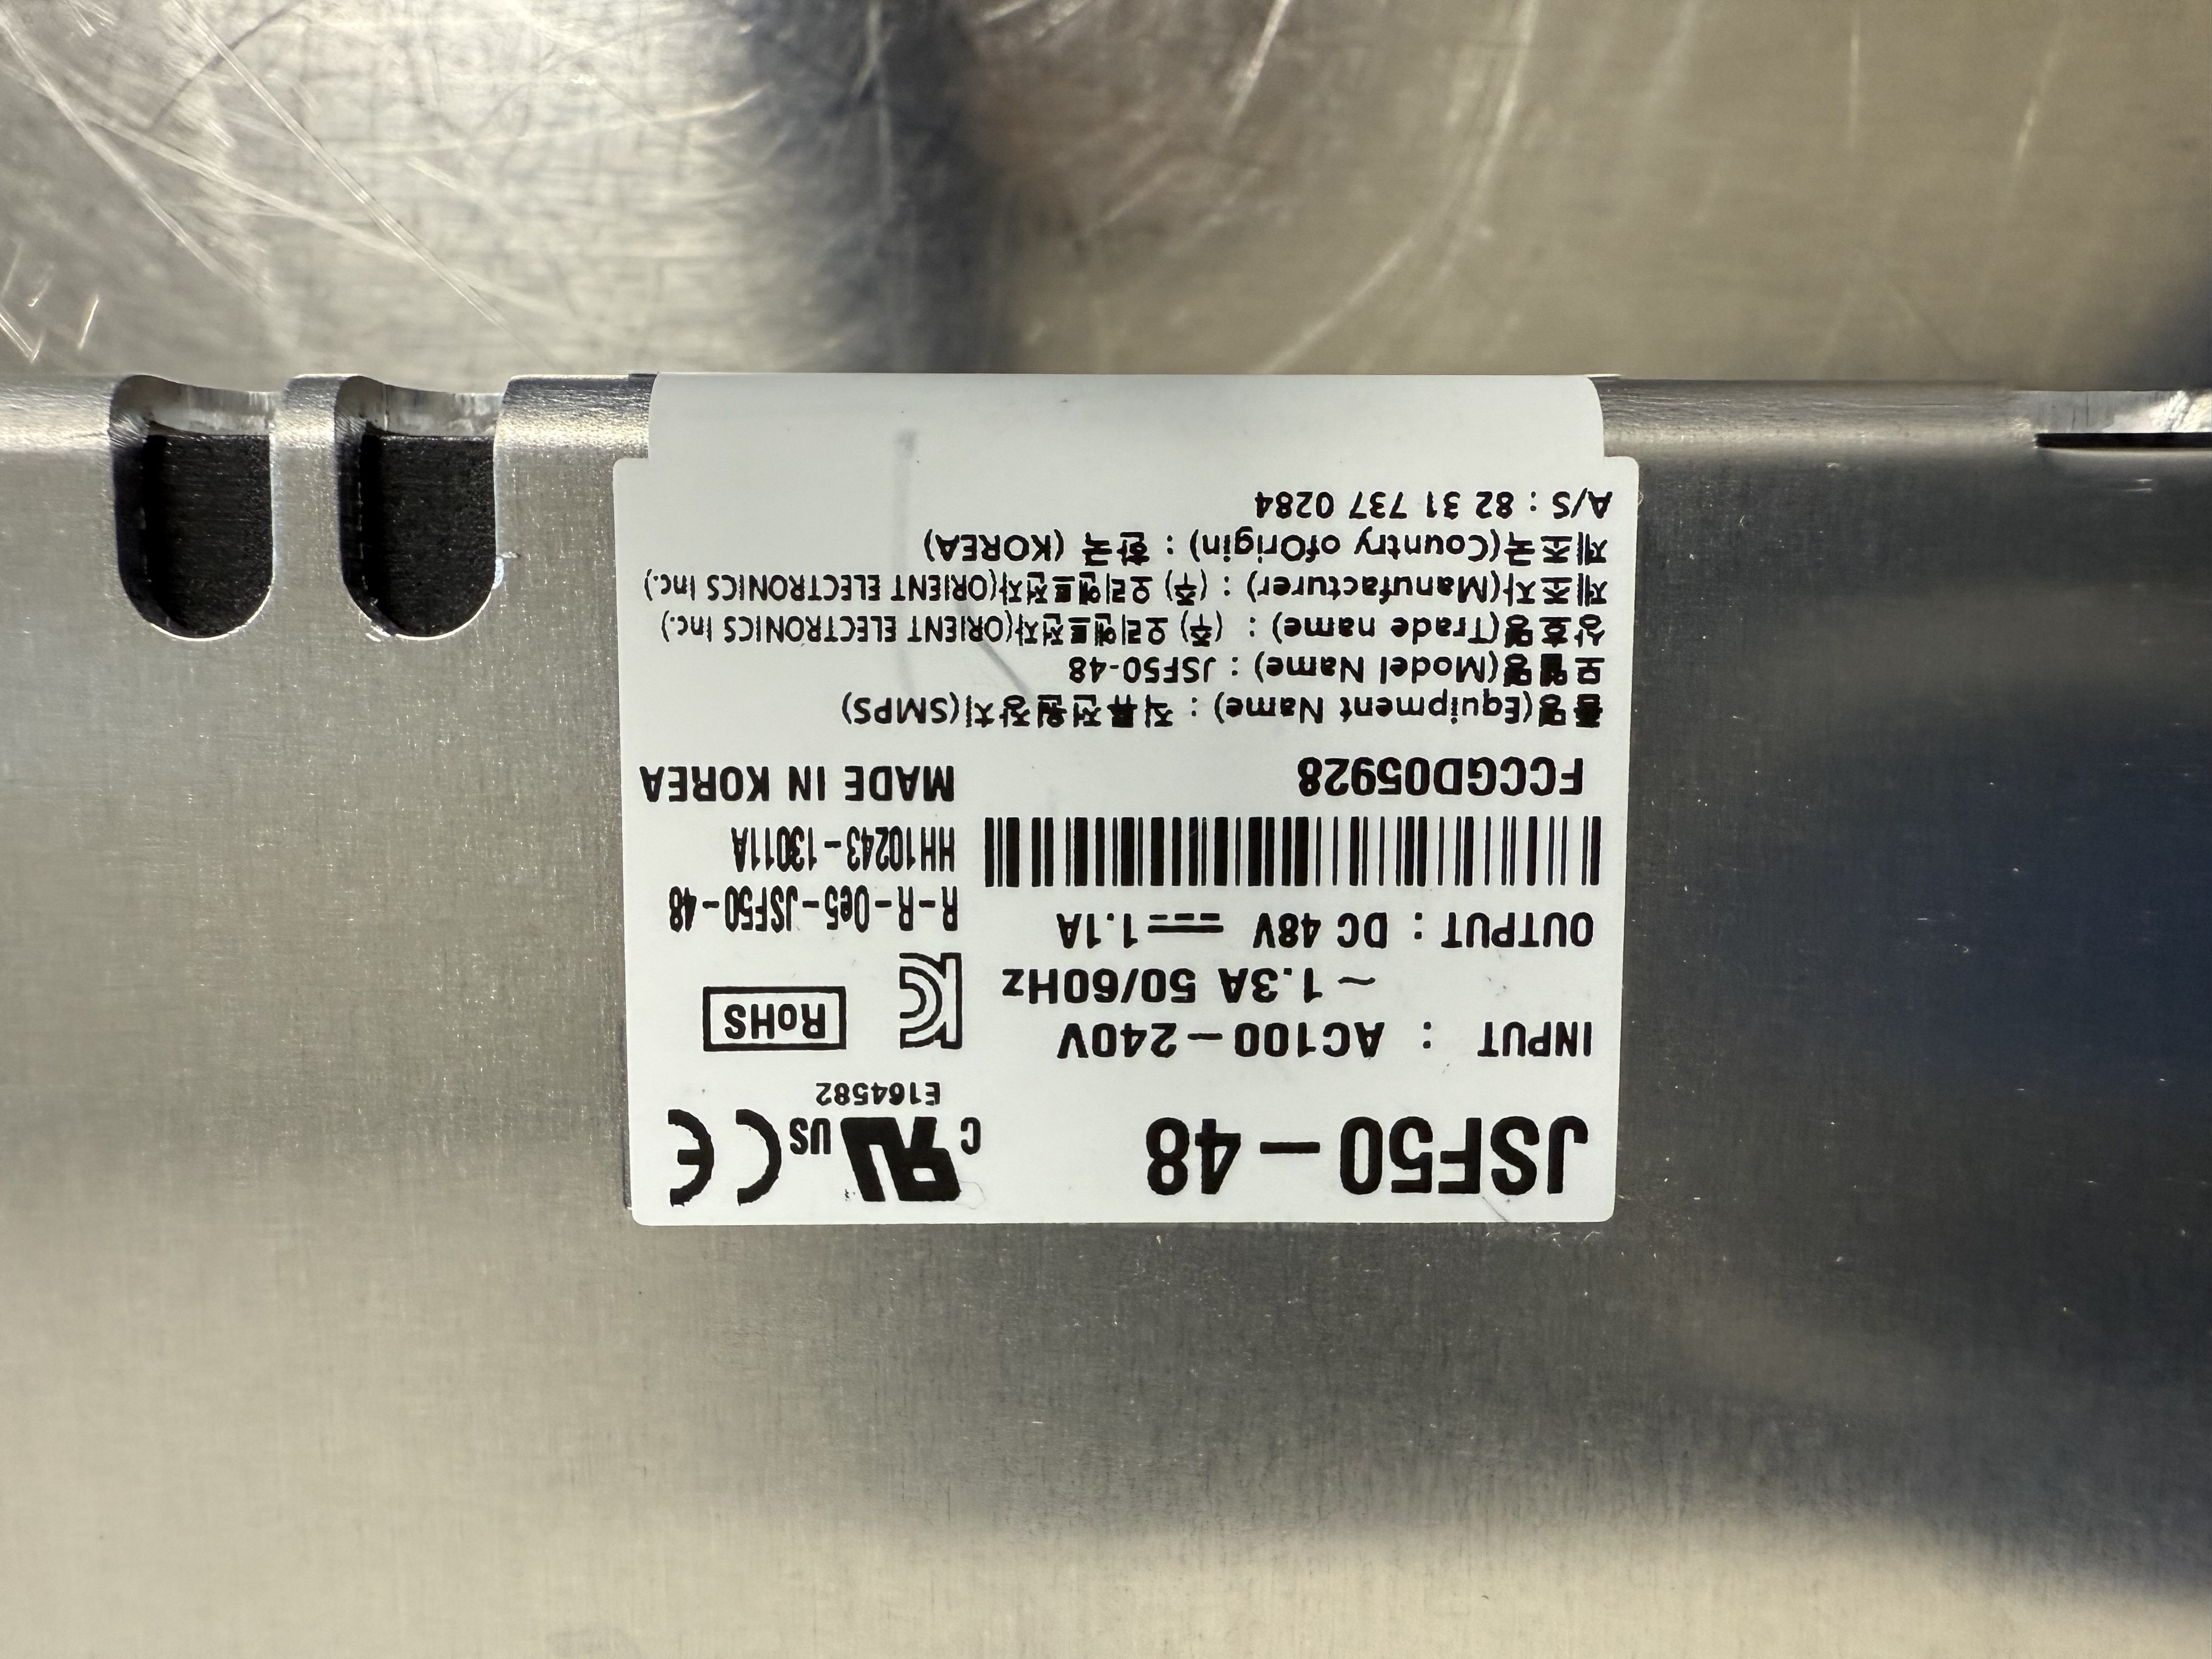 JSF50-48
c RU US CE
E164582
INPUT : AC100-240V
~ 1.3A 50/60Hz
RoHS
OUTPUT : DC 48V ⎓ 1.1A
R-R-Oe5-JSF50-48
HH10243-13011A
FCCGD05928
MADE IN KOREA
품명(Equipment Name) : 직류전원장치(SMPS)
모델명(Model Name) : JSF50-48
상호명(Trade name) : (주) 오리엔트전자(ORIENT ELECTRONICS Inc.)
제조자(Manufacturer) : (주) 오리엔트전자(ORIENT ELECTRONICS Inc.)
제조국(Country ofOrigin) : 한국 (KOREA)
A/S : 82 31 737 0284